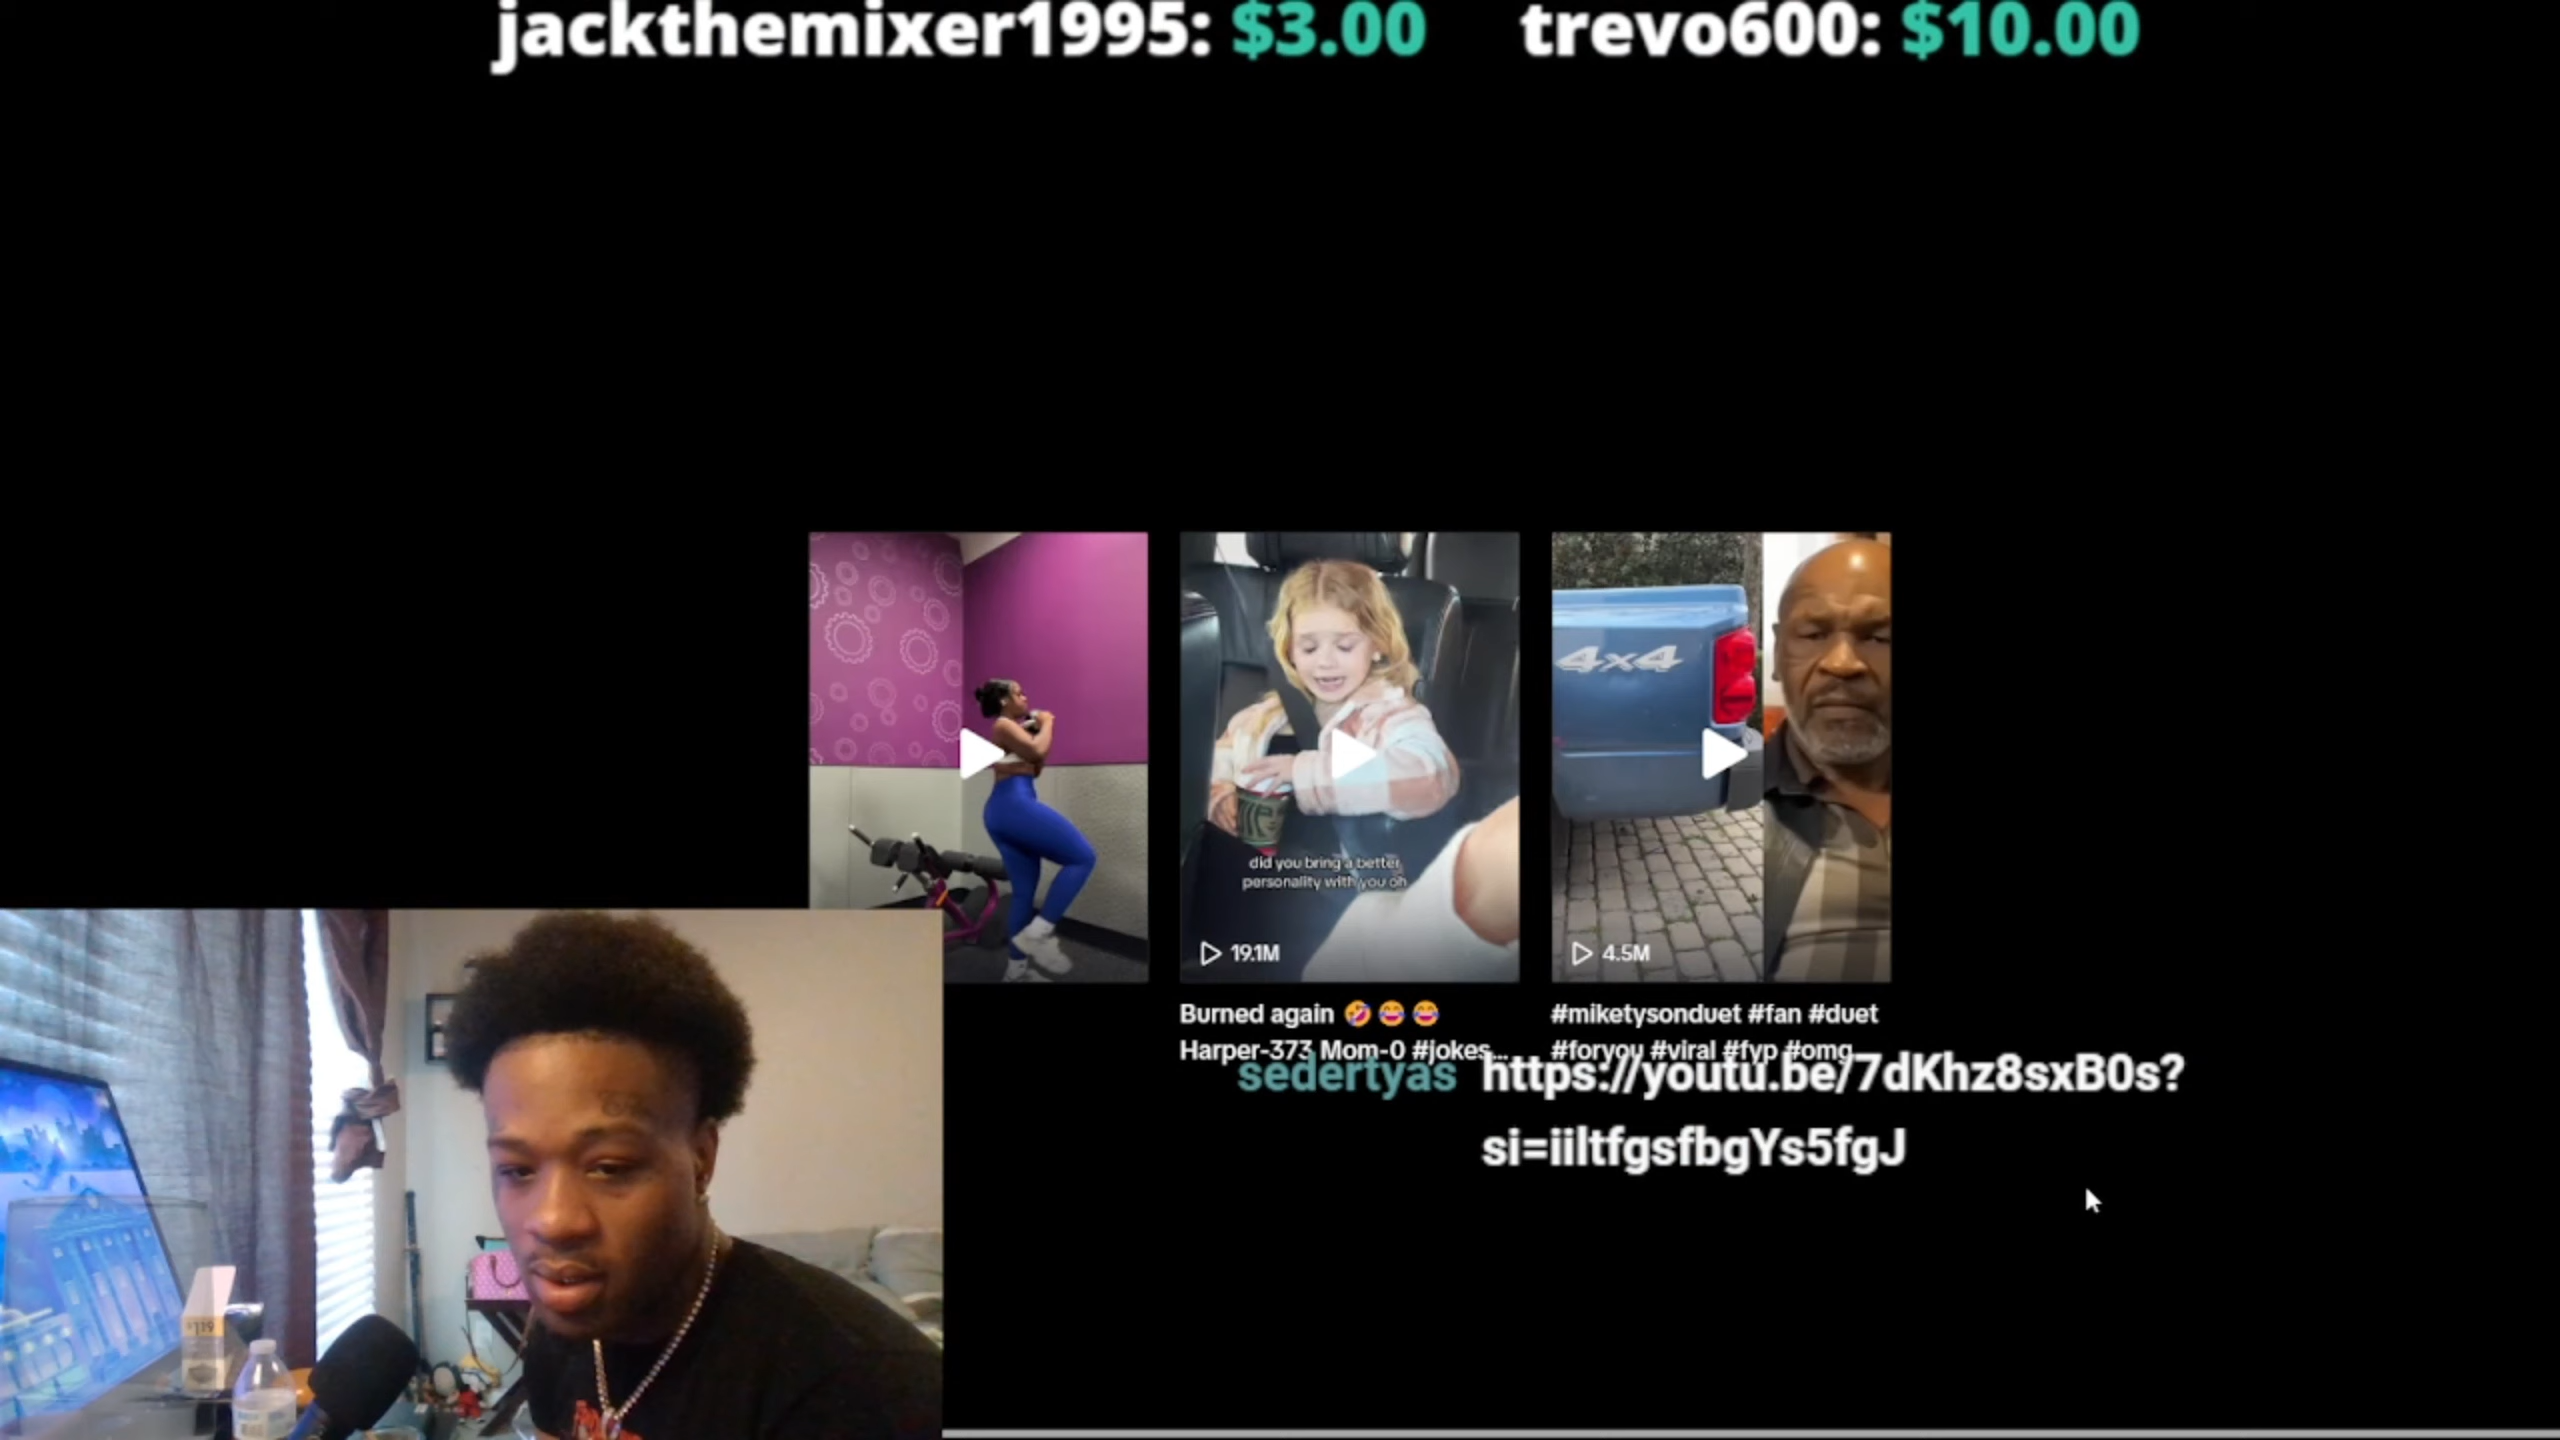 jackthemixer1995: $3.00 trevo600: $10.00
4x4
did you bring a better
personality with you oh
19.1M
4.5M
Burned again 🤣 😂 😂
Harper-373 Mom-0 #jokes...
#miketysonduet #fan #duet
#foryou #viral #fyp #omg
sedertyas https://youtu.be/7dKhz8sxB0s?
si=iiltfgsfbgYs5fgJ